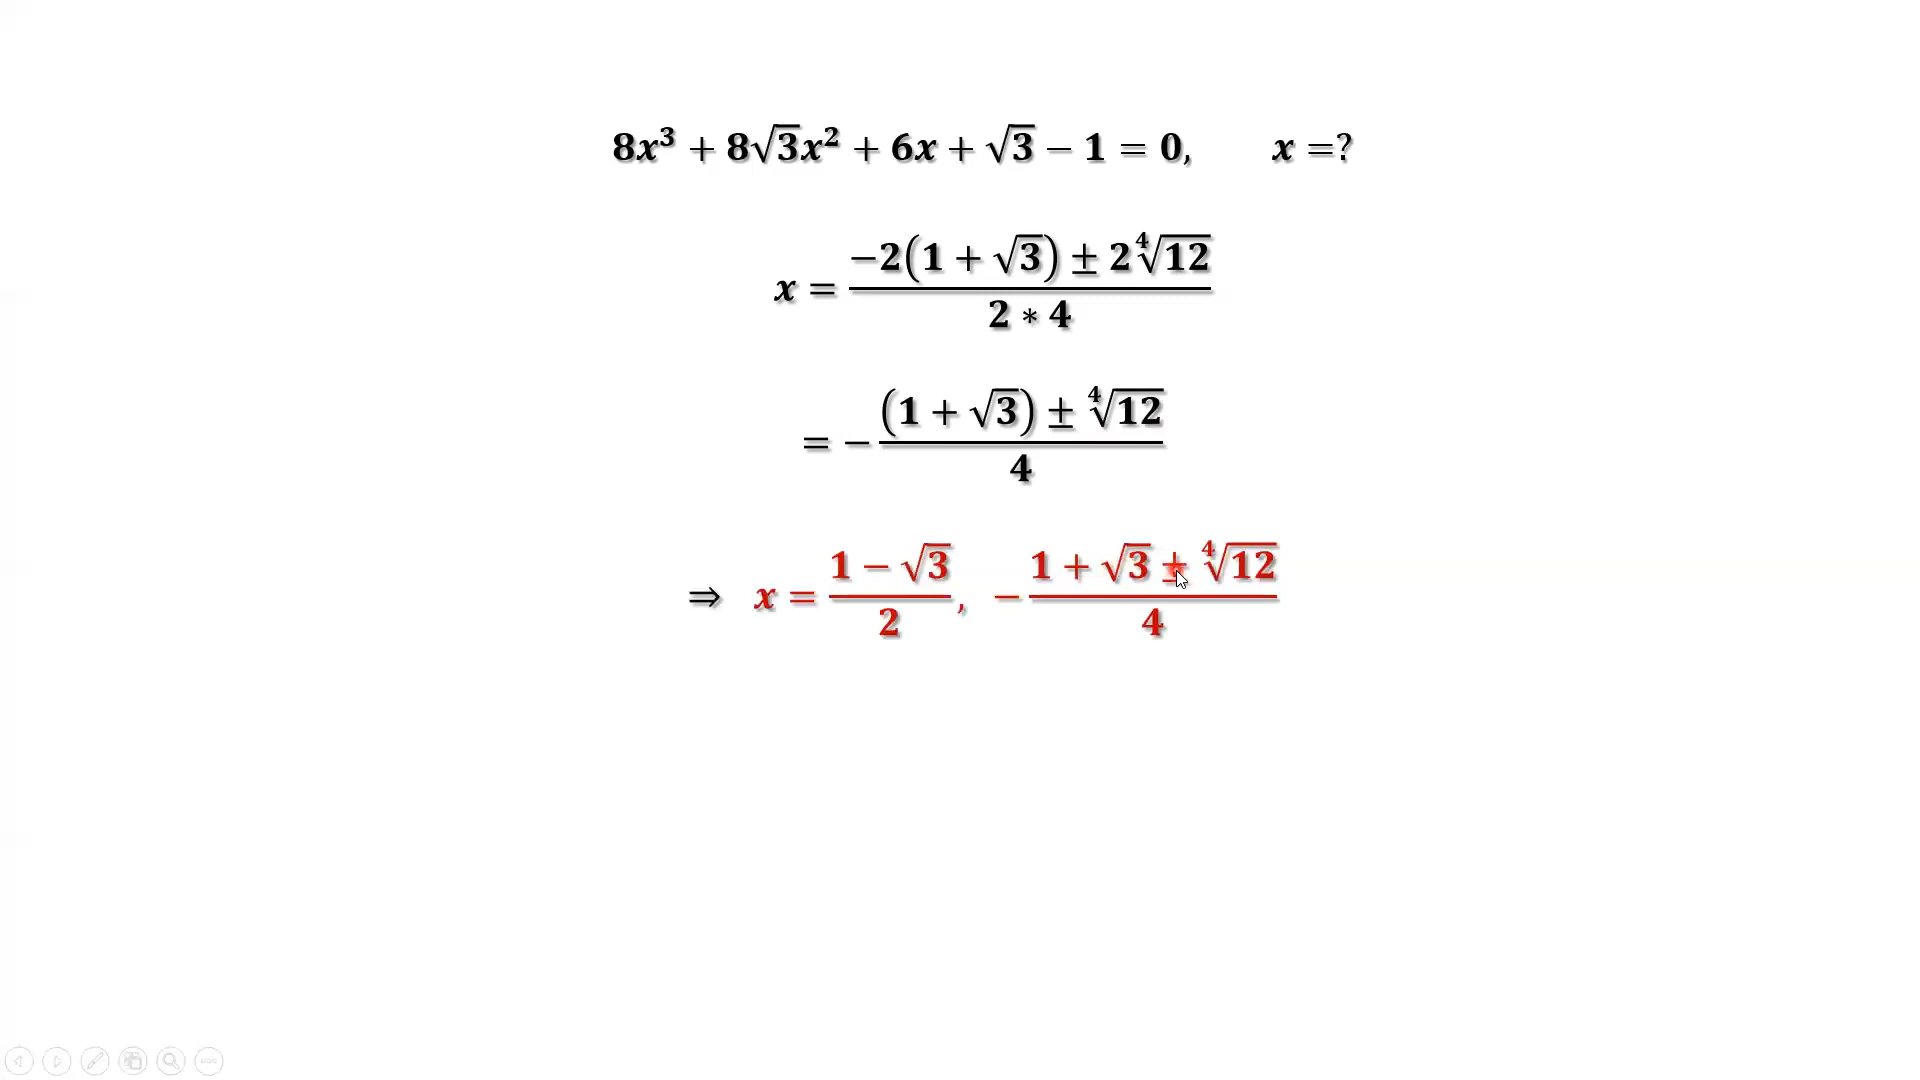 8x³ + 8√3x² + 6x + √3 − 1 = 0, x =?
x = (−2(1 + √3) ± 2∜12) / (2 ∗ 4)
= − ((1 + √3) ± ∜12) / 4
⇒ x = (1 − √3) / 2, − (1 + √3 ± ∜12) / 4